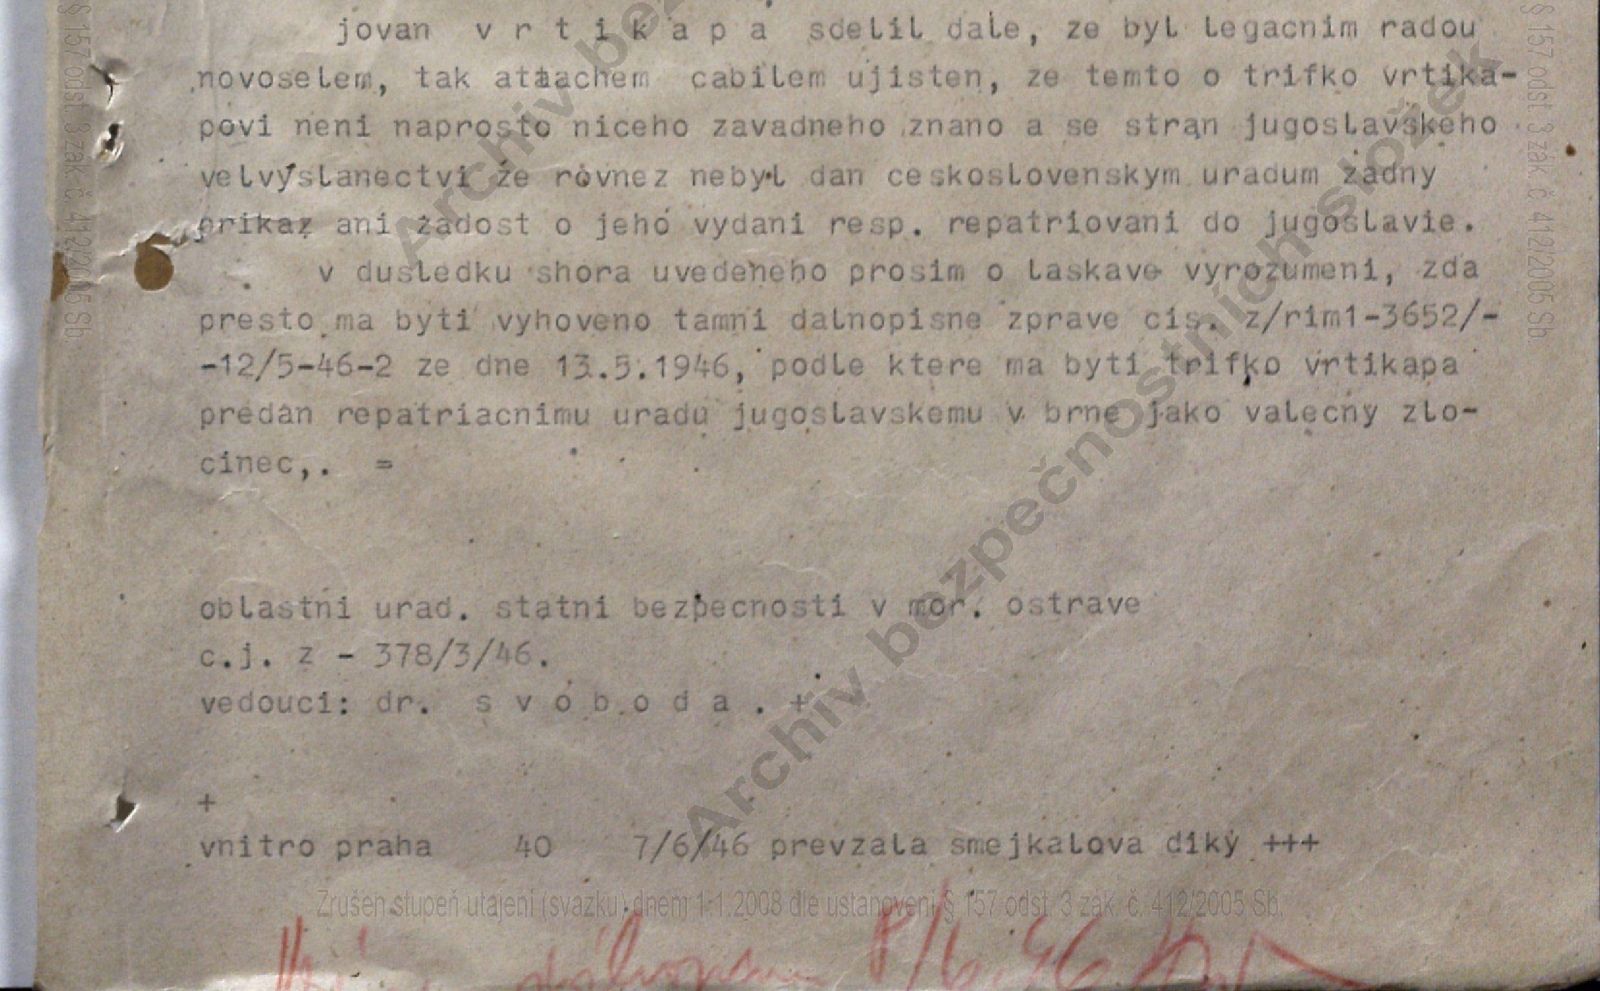 jovan v r t i k a p a sdelil dale, ze byl legacnim radou
novoselem, tak attachem cabilem ujisten, ze temto o trifko vrtika-
povi neni naprosto niceho zavadneho znano a se stran jugoslavskeho
velvyslanectvi ze rovnez nebyl dan ceskoslovenskym uradum zadny
prikaz ani zadost o jeho vydani resp. repatriovani do jugoslavie.
v dusledku shora uvedeneho prosim o laskave vyrozumeni, zda
presto ma byti vyhoveno tamni dalnopisne zprave cis. z/rim1-3652/-
-12/5-46-2 ze dne 13.5.1946, podle ktere ma byti trifko vrtikapa
predan repatriacnimu uradu jugoslavskemu v brne jako valecny zlo-
cinec,. =
oblastni urad. statni bezpecnosti v mor. ostrave
c.j. z - 378/3/46.
vedouci: dr. s v o b o d a . +
+
vnitro praha 40 7/6/46 prevzala smejkalova diky +++
Zrušen stupeň utajení (svazku) dnem 1.1.2008 dle ustanovení § 157 odst. 3 zák. č. 412/2005 Sb.
8/6.46
§ 157 odst. 3 zák. č. 412/2005 Sb.
§ 157 odst. 3 zák. č. 412/2005 Sb
Archiv bez
Archiv bezpečnostních složek